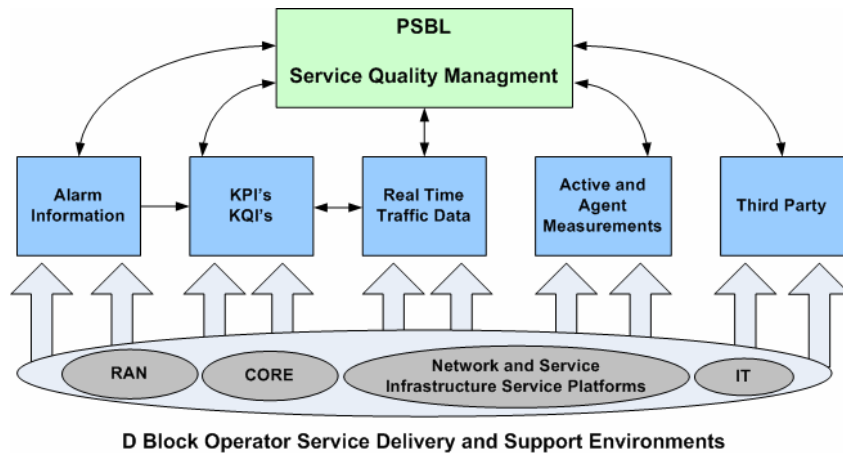 PSBL
Service Quality Managment
Alarm
Information
KPI's
KQI's
Real Time
Traffic Data
Active and
Agent
Measurements
Third Party
RAN
CORE
Network and Service
Infrastructure Service Platforms
IT
D Block Operator Service Delivery and Support Environments